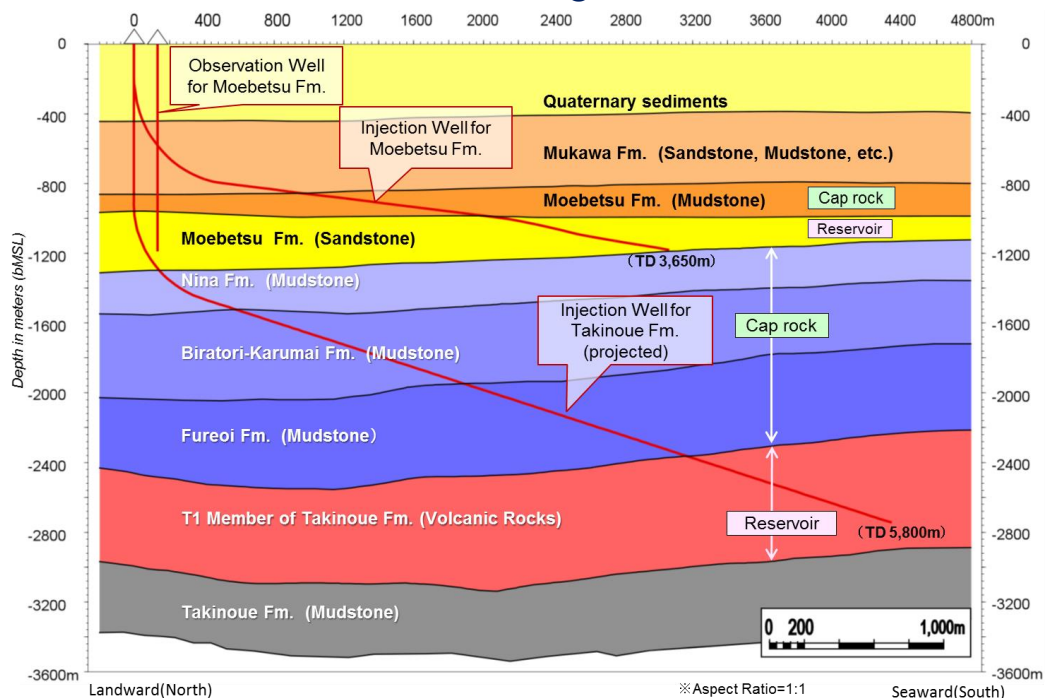 0 400 800 1200 1600 2000 2400 2800 3200 3600 4000 4400 4800m
0 0
Observation Well
for Moebetsu Fm.
Quaternary sediments
-400 -400
Injection Well for
Moebetsu Fm.
Mukawa Fm. (Sandstone, Mudstone, etc.)
-800 -800
Moebetsu Fm. (Mudstone)
Cap rock
Reservoir
Moebetsu Fm. (Sandstone)
-1200 -1200
(TD 3,650m)
Nina Fm. (Mudstone)
Injection Well for
Takinoue Fm.
(projected)
Cap rock
-1600 -1600
Biratori-Karumai Fm. (Mudstone)
Depth in meters (bMSL)
-2000 -2000
Fureoi Fm. (Mudstone)
-2400 -2400
T1 Member of Takinoue Fm. (Volcanic Rocks)
Reservoir
(TD 5,800m)
-2800 -2800
Takinoue Fm. (Mudstone)
-3200 -3200
0 200 1,000m
-3600m -3600m
Landward(North)
※Aspect Ratio=1:1
Seaward(South)